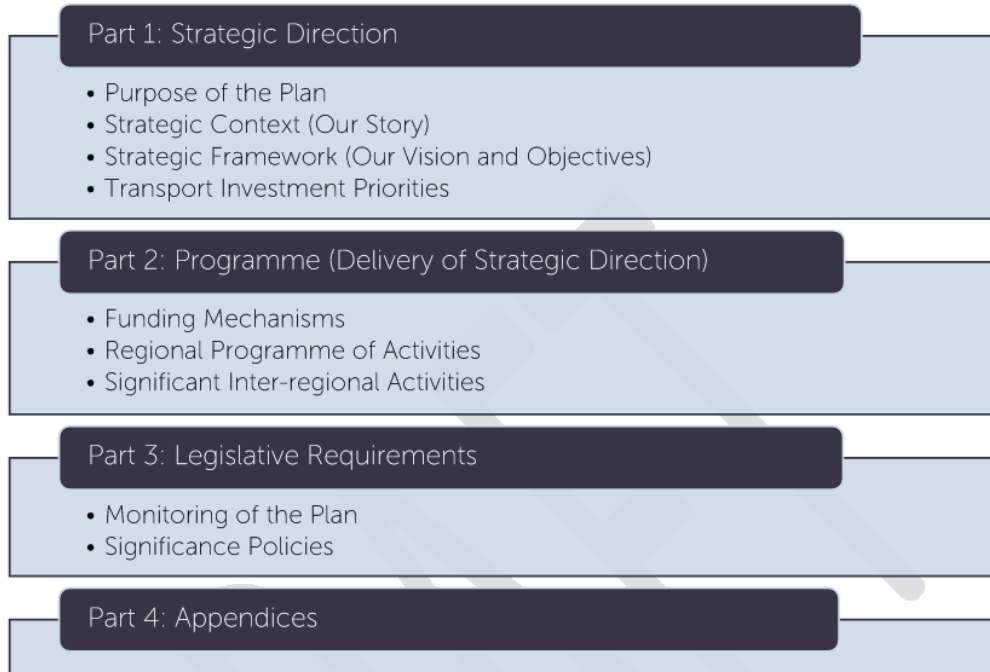 Part 1: Strategic Direction
• Purpose of the Plan
• Strategic Context (Our Story)
• Strategic Framework (Our Vision and Objectives)
• Transport Investment Priorities
Part 2: Programme (Delivery of Strategic Direction)
• Funding Mechanisms
• Regional Programme of Activities
• Significant Inter-regional Activities
Part 3: Legislative Requirements
• Monitoring of the Plan
• Significance Policies
Part 4: Appendices